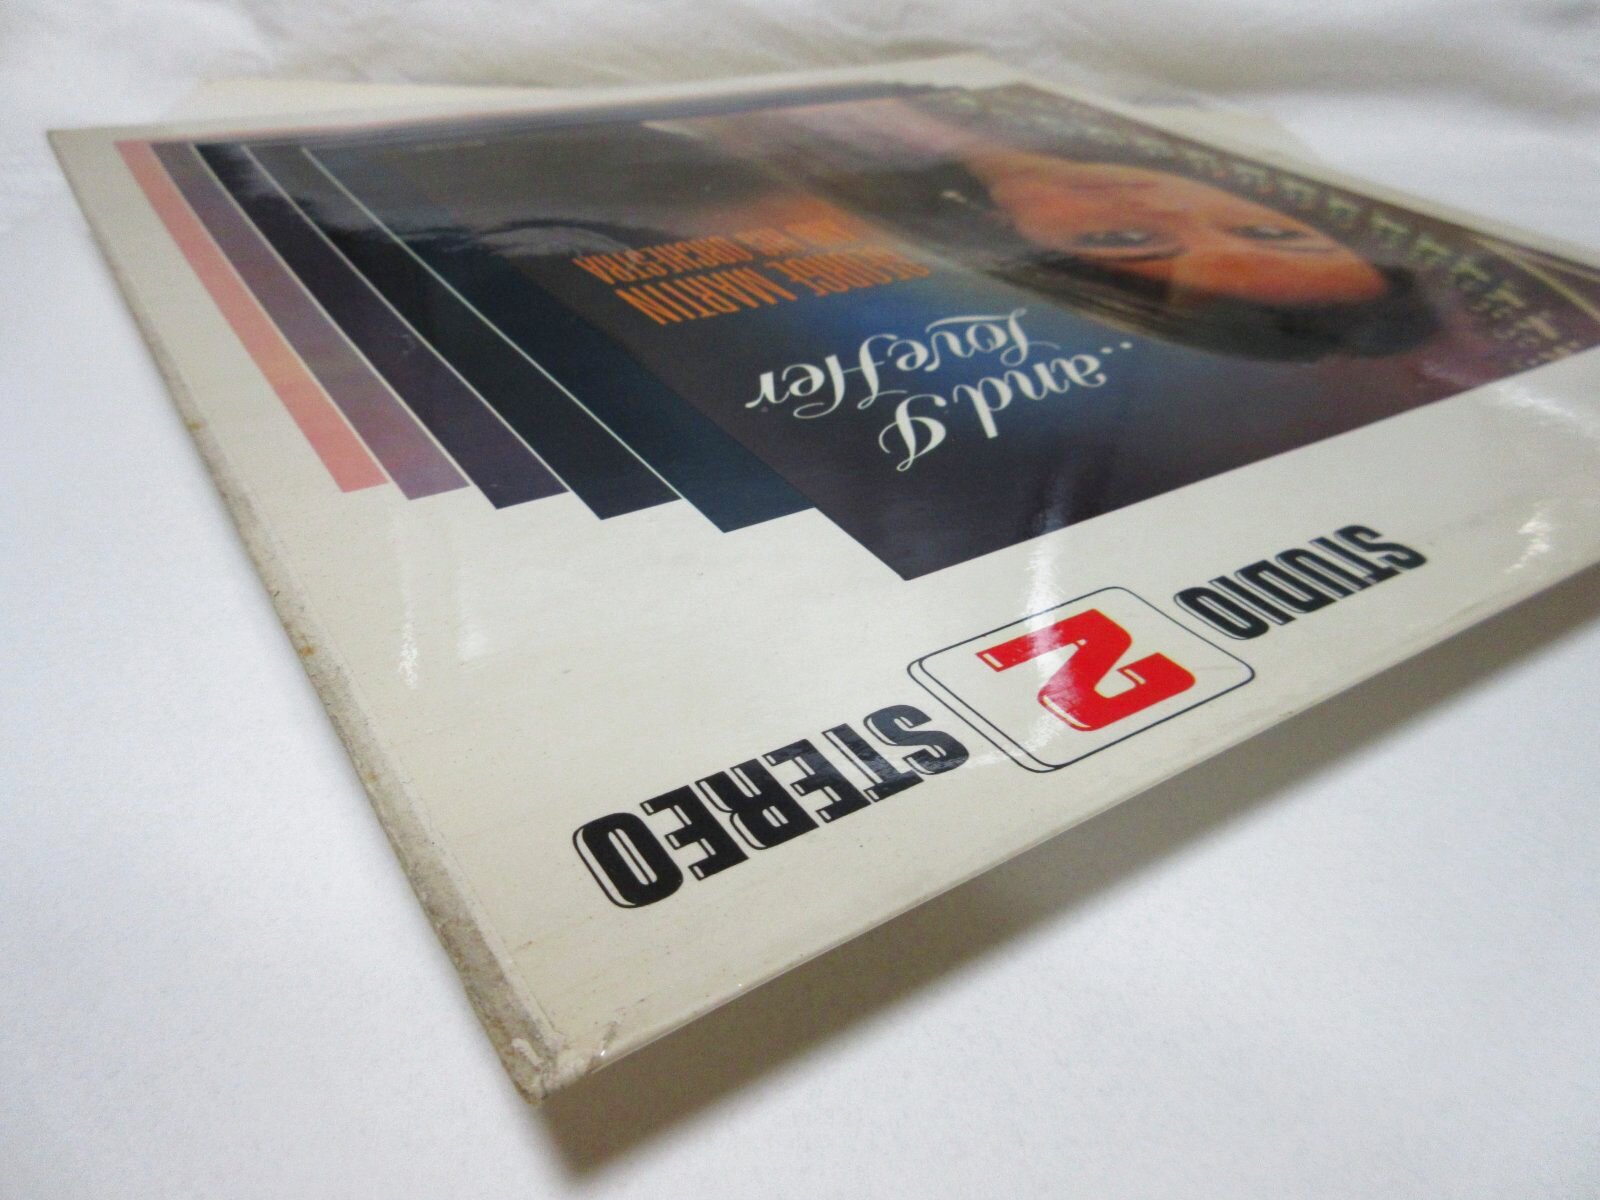 STUDIO 2 STEREO
...and I
Love Her
GEORGE MARTIN
AND HIS ORCHESTRA